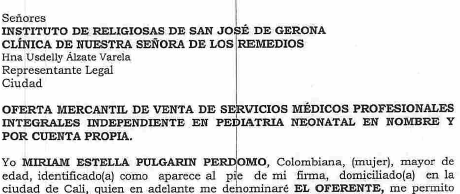 Señores
INSTITUTO DE RELIGIOSAS DE SAN JOSÉ DE GERONA
CLÍNICA DE NUESTRA SEÑORA DE LOS REMEDIOS
Hna Usdelly Álzate Varela
Representante Legal
Ciudad
OFERTA MERCANTIL DE VENTA DE SERVICIOS MÉDICOS PROFESIONALES
INTEGRALES INDEPENDIENTE EN PEDIATRIA NEONATAL EN NOMBRE Y
POR CUENTA PROPIA.
Yo MIRIAM ESTELLA PULGARIN PERDOMO, Colombiana, (mujer), mayor de
edad, identificado(a) como aparece al pie de mi firma, domiciliado(a) en la
ciudad de Cali, quien en adelante me denominaré EL OFERENTE, me permito